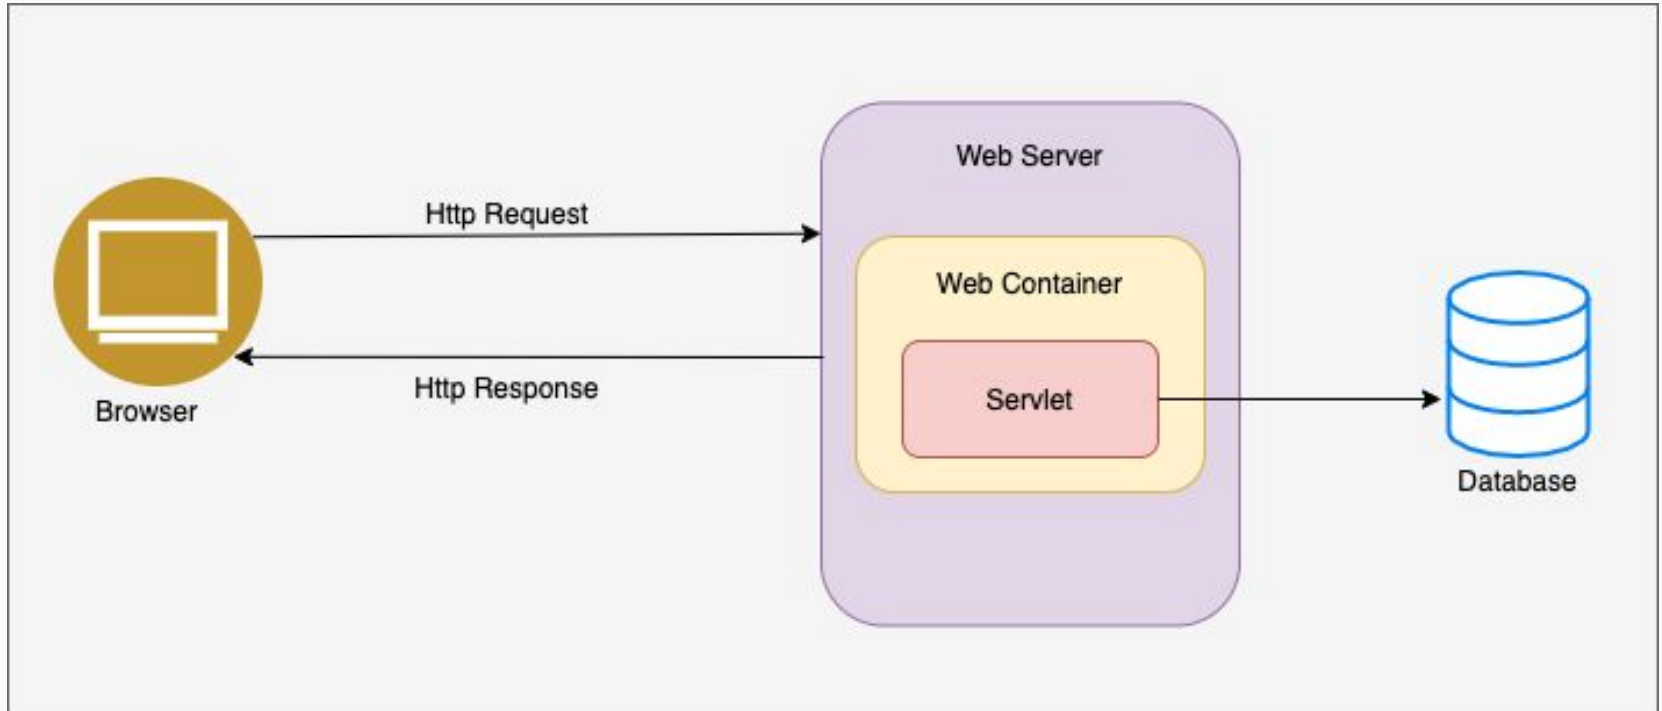 Web Server
Http Request
Web Container
Http Response
Servlet
Browser
Database